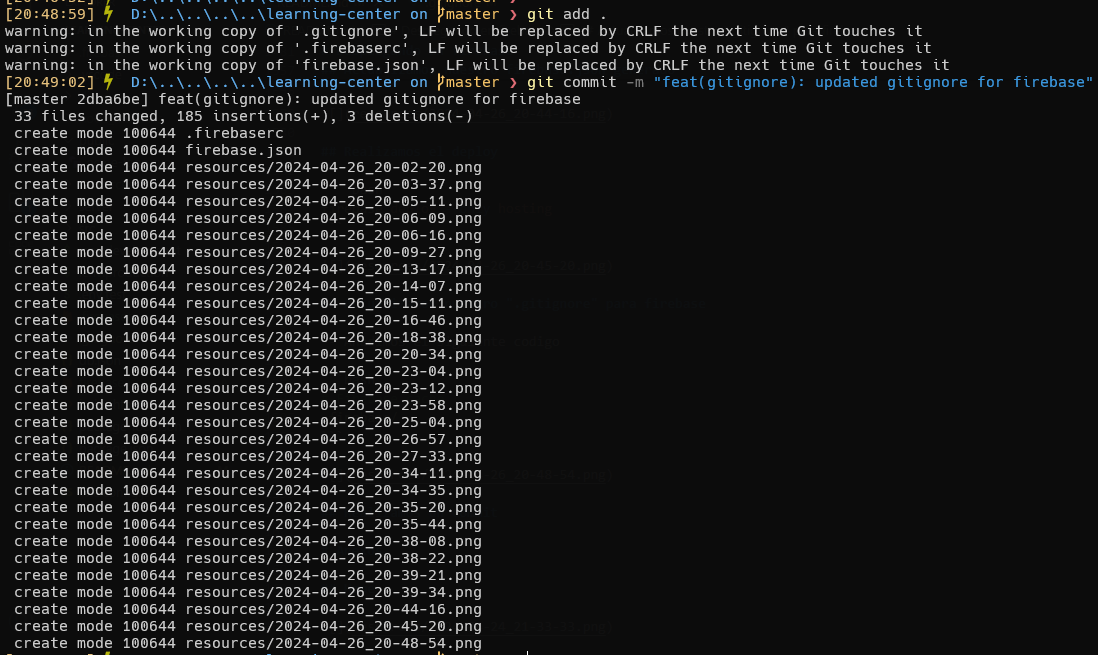 [20:48:59] ⚡ D:\..\..\..\..\learning-center on master ❯ git add .
warning: in the working copy of '.gitignore', LF will be replaced by CRLF the next time Git touches it
warning: in the working copy of '.firebaserc', LF will be replaced by CRLF the next time Git touches it
warning: in the working copy of 'firebase.json', LF will be replaced by CRLF the next time Git touches it
[20:49:02] ⚡ D:\..\..\..\..\learning-center on master ❯ git commit -m "feat(gitignore): updated gitignore for firebase"
[master 2dba6be] feat(gitignore): updated gitignore for firebase
33 files changed, 185 insertions(+), 3 deletions(-)
create mode 100644 .firebaserc
create mode 100644 firebase.json
create mode 100644 resources/2024-04-26_20-02-20.png
create mode 100644 resources/2024-04-26_20-03-37.png
create mode 100644 resources/2024-04-26_20-05-11.png
create mode 100644 resources/2024-04-26_20-06-09.png
create mode 100644 resources/2024-04-26_20-06-16.png
create mode 100644 resources/2024-04-26_20-09-27.png
create mode 100644 resources/2024-04-26_20-13-17.png
create mode 100644 resources/2024-04-26_20-14-07.png
create mode 100644 resources/2024-04-26_20-15-11.png
create mode 100644 resources/2024-04-26_20-16-46.png
create mode 100644 resources/2024-04-26_20-18-38.png
create mode 100644 resources/2024-04-26_20-20-34.png
create mode 100644 resources/2024-04-26_20-23-04.png
create mode 100644 resources/2024-04-26_20-23-12.png
create mode 100644 resources/2024-04-26_20-23-58.png
create mode 100644 resources/2024-04-26_20-25-04.png
create mode 100644 resources/2024-04-26_20-26-57.png
create mode 100644 resources/2024-04-26_20-27-33.png
create mode 100644 resources/2024-04-26_20-34-11.png
create mode 100644 resources/2024-04-26_20-34-35.png
create mode 100644 resources/2024-04-26_20-35-20.png
create mode 100644 resources/2024-04-26_20-35-44.png
create mode 100644 resources/2024-04-26_20-38-08.png
create mode 100644 resources/2024-04-26_20-38-22.png
create mode 100644 resources/2024-04-26_20-39-21.png
create mode 100644 resources/2024-04-26_20-39-34.png
create mode 100644 resources/2024-04-26_20-44-16.png
create mode 100644 resources/2024-04-26_20-45-20.png
create mode 100644 resources/2024-04-26_20-48-54.png